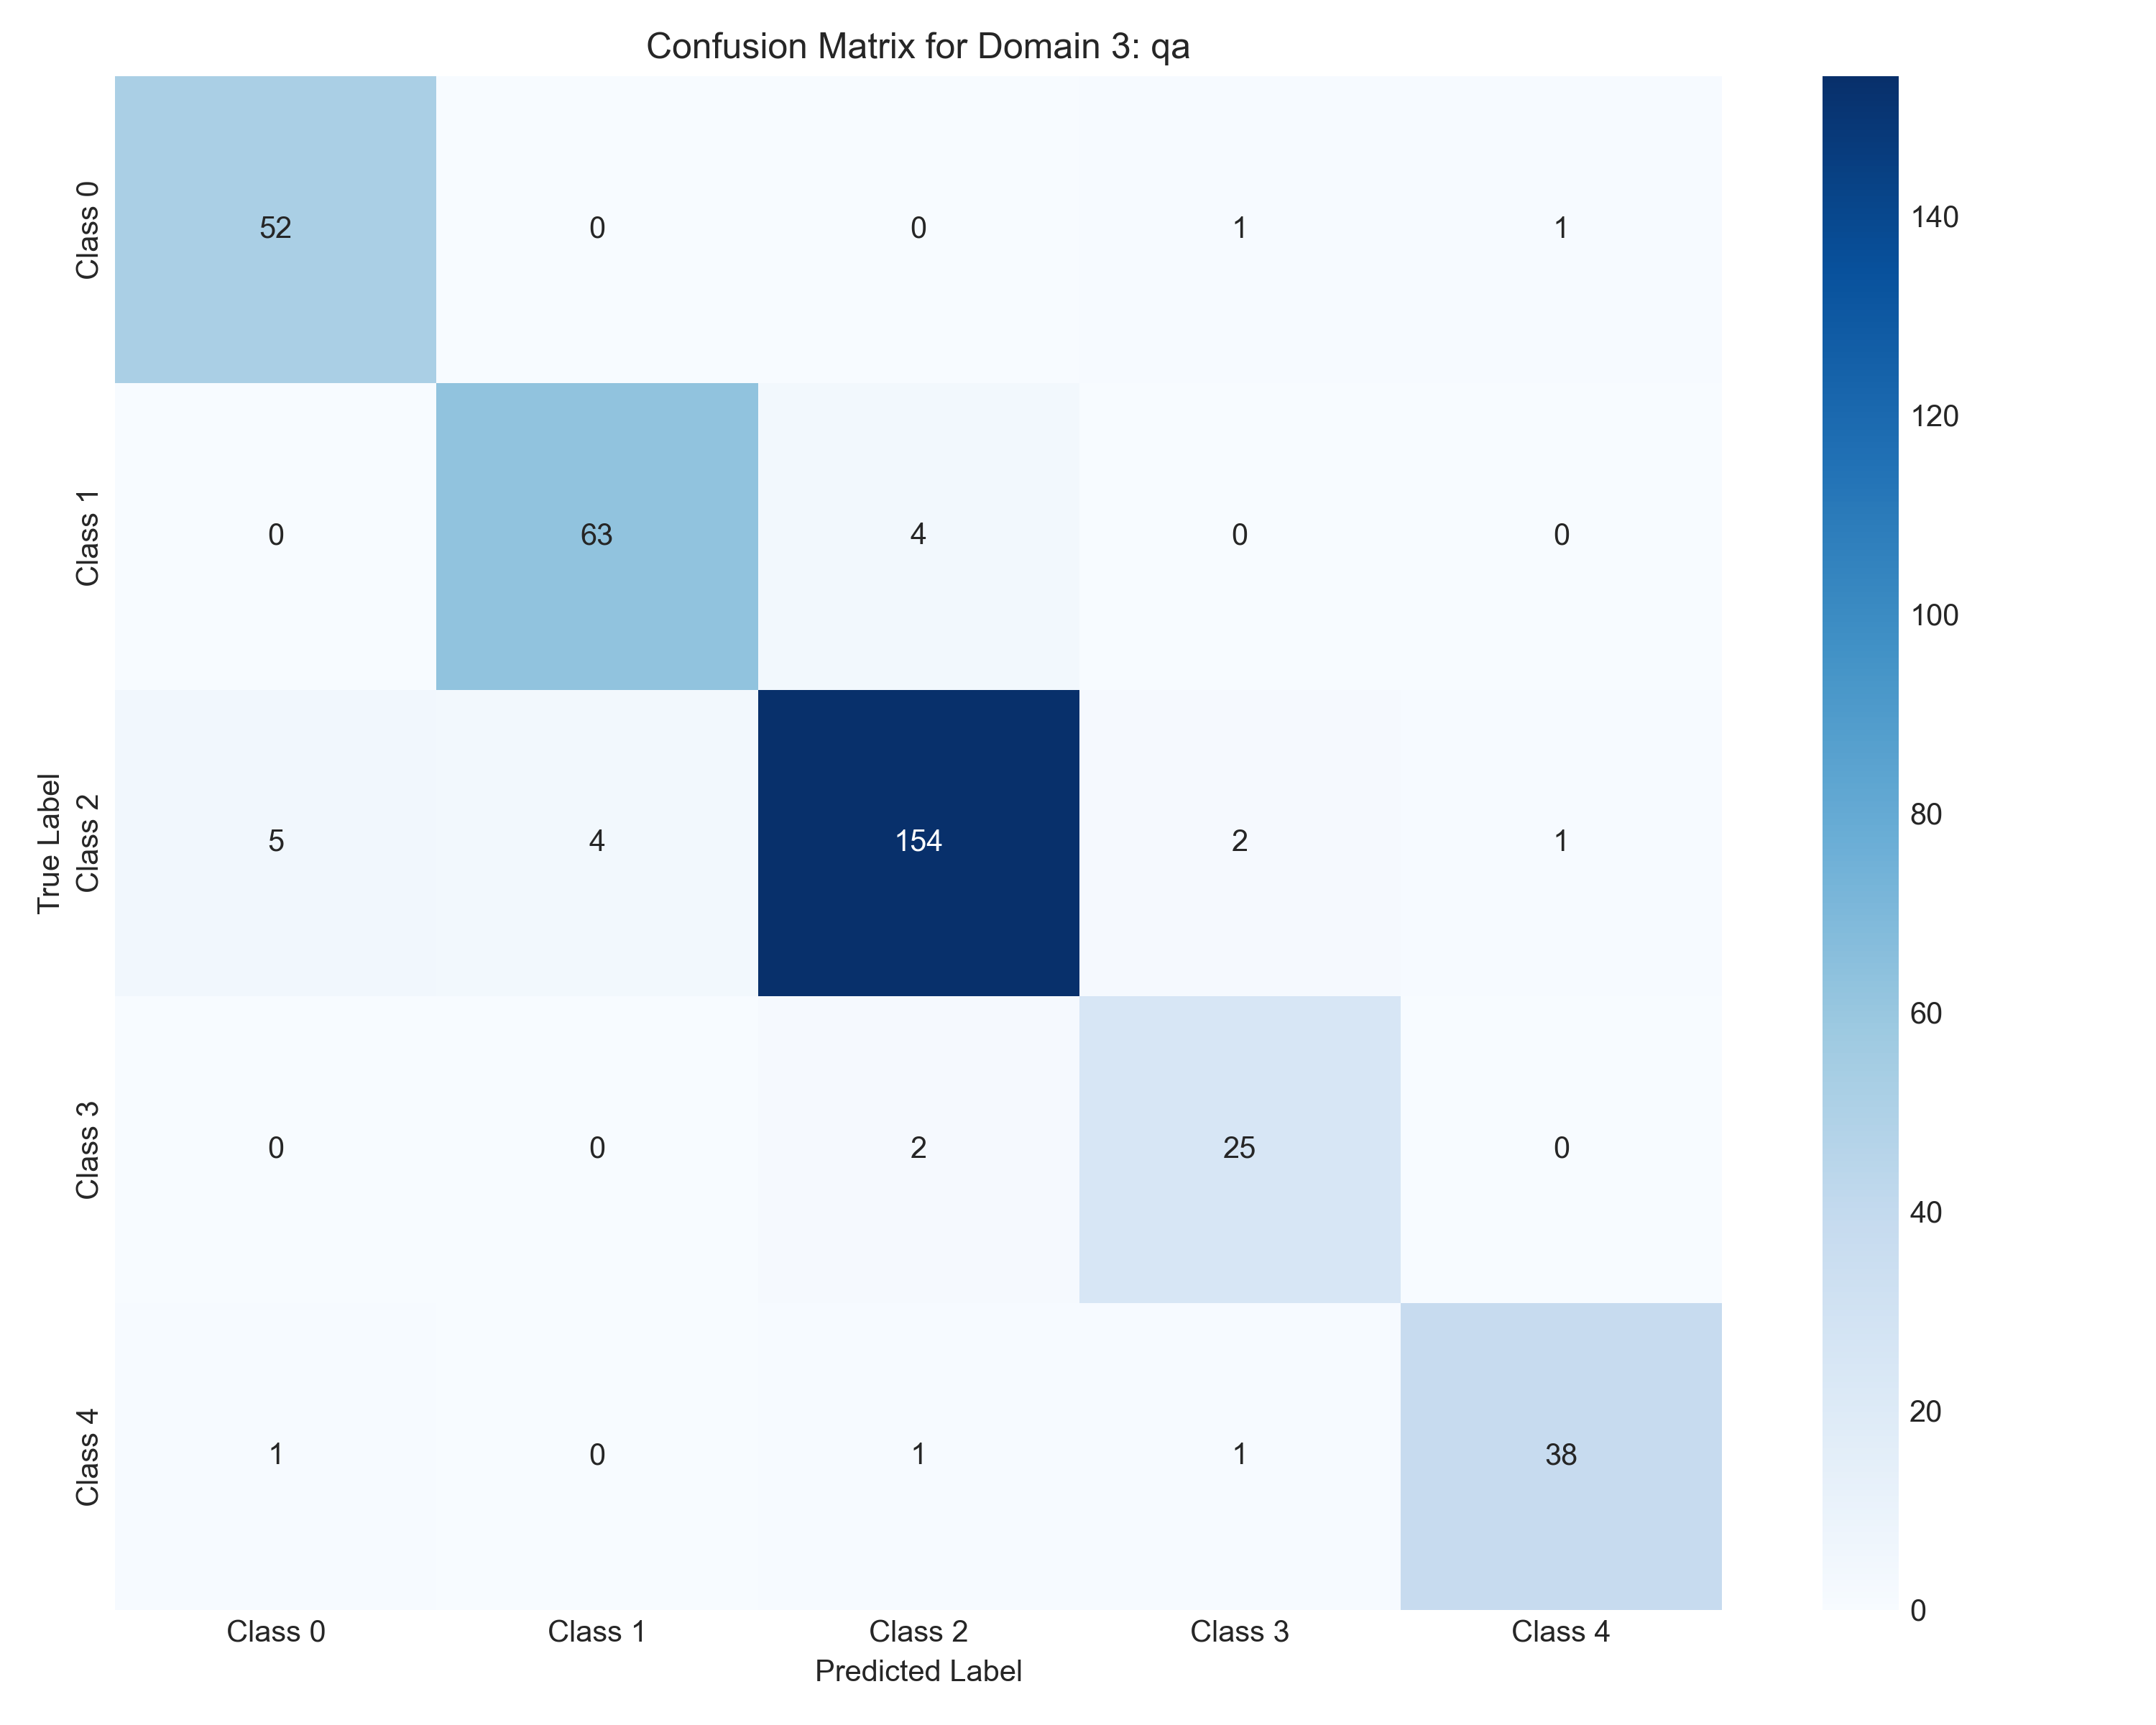 Confusion Matrix for Domain 3: qa
True Label
Class 0
52 0 0 1 1
Class 1
0 63 4 0 0
Class 2
5 4 154 2 1
Class 3
0 0 2 25 0
Class 4
1 0 1 1 38
Class 0 Class 1 Class 2 Class 3 Class 4
Predicted Label
140
120
100
80
60
40
20
0